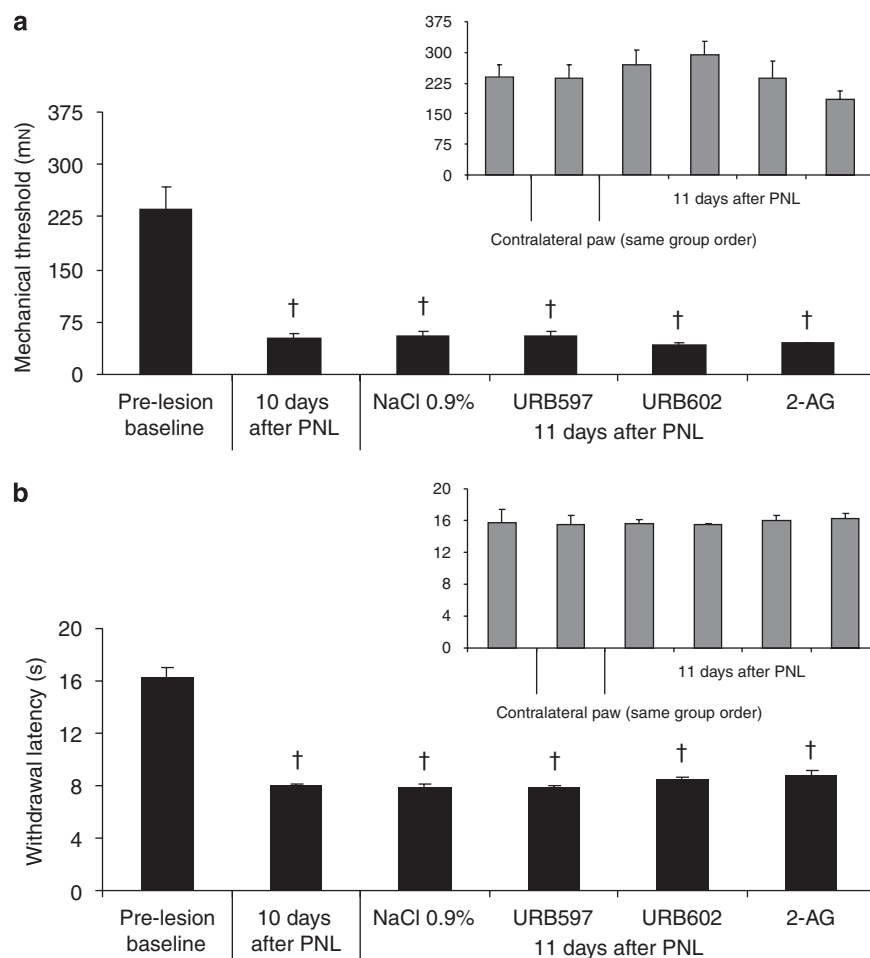 a
375
300
225
150
75
0
11 days after PNL
Contralateral paw (same group order)
Mechanical threshold (mN)
375
300
225
150
75
0
† † † † †
Pre-lesion baseline
10 days after PNL
NaCl 0.9% URB597 URB602 2-AG
11 days after PNL
b
20
16
12
8
4
0
11 days after PNL
Contralateral paw (same group order)
Withdrawal latency (s)
20
16
12
8
4
0
† † † † †
Pre-lesion baseline
10 days after PNL
NaCl 0.9% URB597 URB602 2-AG
11 days after PNL